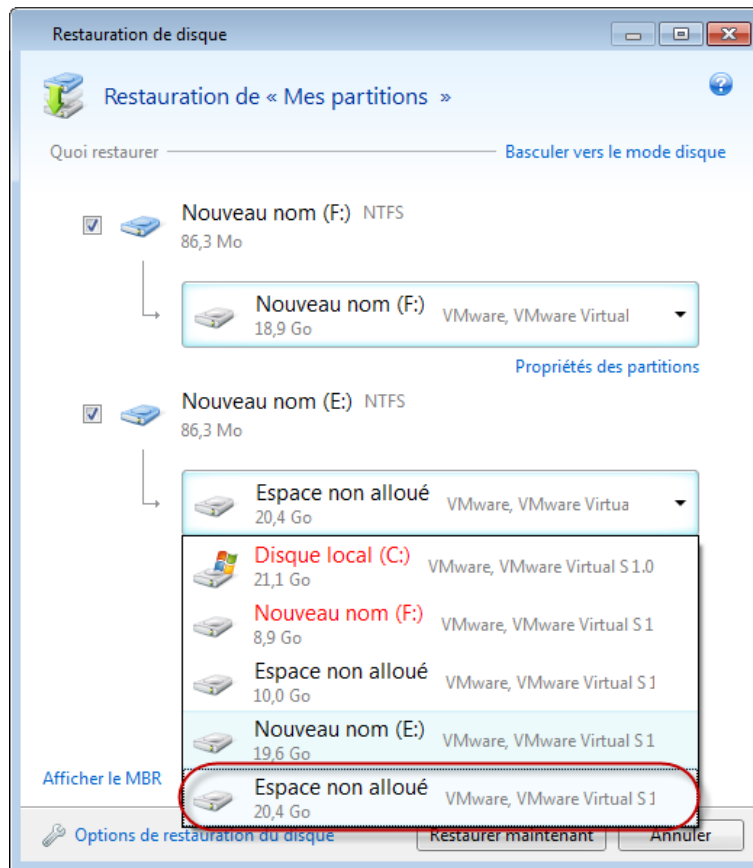 Restauration de disque
Restauration de « Mes partitions »
Quoi restaurer
Basculer vers le mode disque
Nouveau nom (F:) NTFS
86,3 Mo
Nouveau nom (F:) VMware, VMware Virtual
18,9 Go
Propriétés des partitions
Nouveau nom (E:) NTFS
86,3 Mo
Espace non alloué VMware, VMware Virtua
20,4 Go
Disque local (C:) VMware, VMware Virtual S 1.0
21,1 Go
Nouveau nom (F:) VMware, VMware Virtual S 1
8,9 Go
Espace non alloué VMware, VMware Virtual S 1
10,0 Go
Nouveau nom (E:) VMware, VMware Virtual S 1
19,6 Go
Afficher le MBR
Espace non alloué VMware, VMware Virtual S 1
20,4 Go
Options de restauration du disque
Restaurer maintenant
Annuler